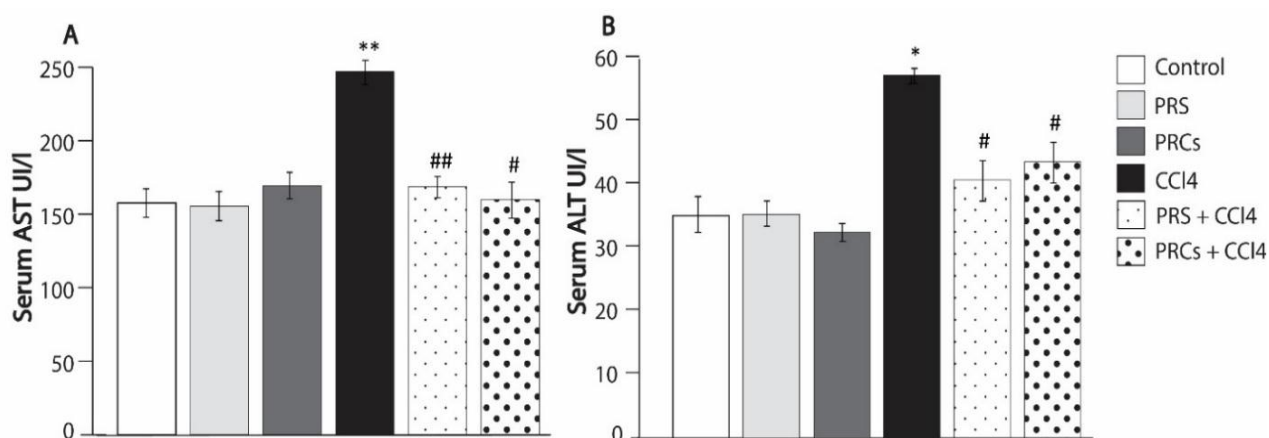 A
Serum AST UI/l
250
200
150
100
50
0
**
##
#
B
Serum ALT UI/l
60
50
40
30
20
10
0
*
#
#
Control
PRS
PRCs
CCl4
PRS + CCl4
PRCs + CCl4